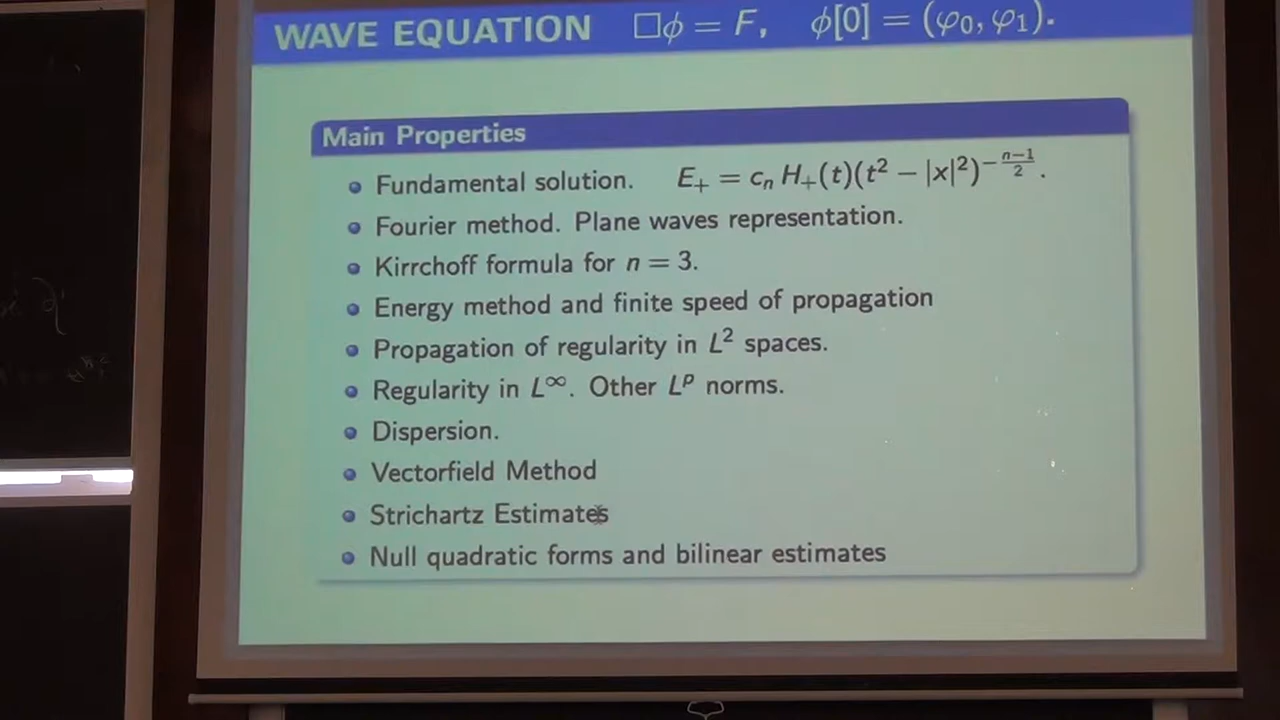 WAVE EQUATION □ϕ = F, ϕ[0] = (φ₀, φ₁).
Main Properties
Fundamental solution. E₊ = cₙ H₊(t)(t² − |x|²)^{−\frac{n−1}{2}}.
Fourier method. Plane waves representation.
Kirrchoff formula for n = 3.
Energy method and finite speed of propagation
Propagation of regularity in L² spaces.
Regularity in L^∞. Other L^p norms.
Dispersion.
Vectorfield Method
Strichartz Estimates
Null quadratic forms and bilinear estimates